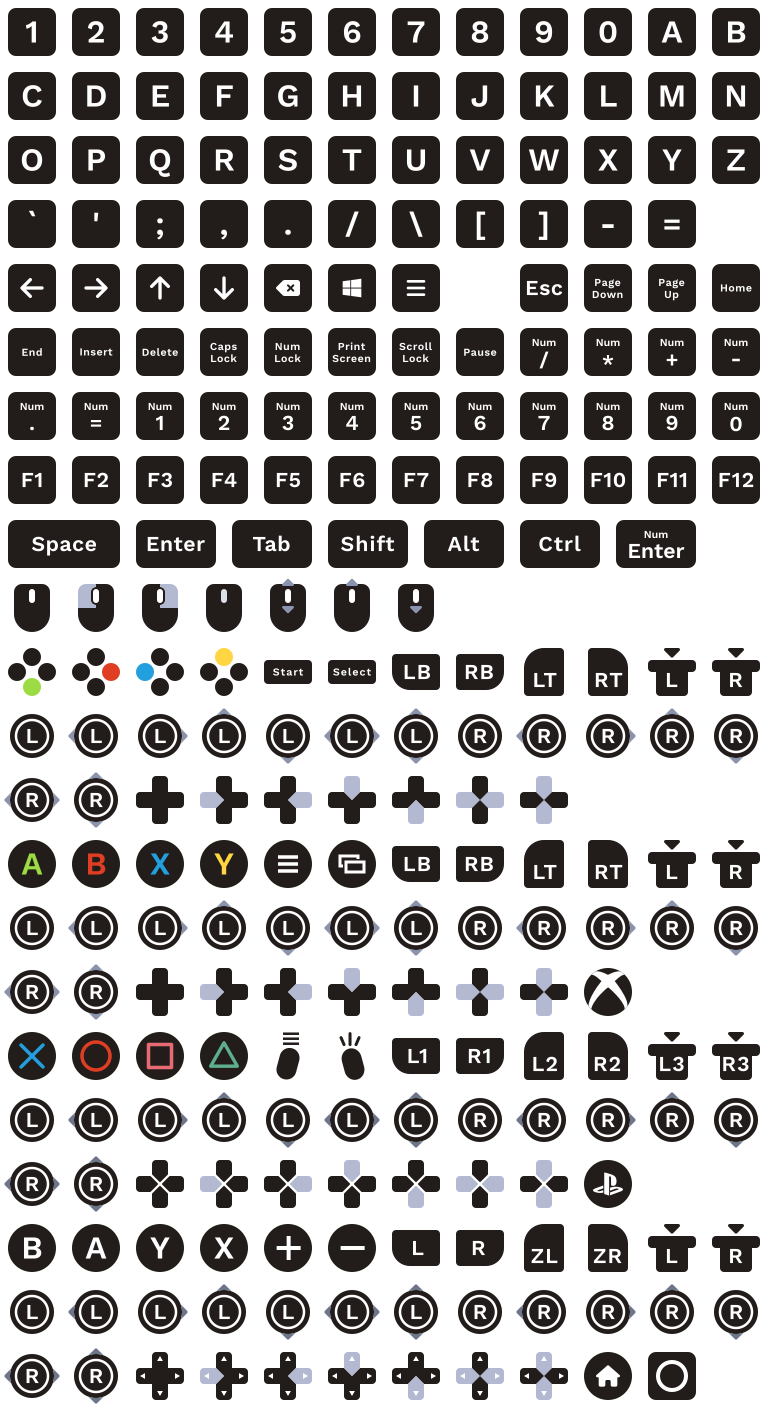 1 2 3 4 5 6 7 8 9 0 A B
C D E F G H I J K L M N
O P Q R S T U V W X Y Z
` ' ; , . / \ [ ] - =
Esc Page Down Page Up Home
End Insert Delete Caps Lock Num Lock Print Screen Scroll Lock Pause Num / Num * Num + Num -
Num . Num = Num 1 Num 2 Num 3 Num 4 Num 5 Num 6 Num 7 Num 8 Num 9 Num 0
F1 F2 F3 F4 F5 F6 F7 F8 F9 F10 F11 F12
Space Enter Tab Shift Alt Ctrl Num Enter
Start Select LB RB LT RT L R
L L L L L L L R R R R R
R R
A B X Y LB RB LT RT L R
L L L L L L L R R R R R
R R
L1 R1 L2 R2 L3 R3
L L L L L L L R R R R R
R R
B A Y X + − L R ZL ZR L R
L L L L L L L R R R R R
R R